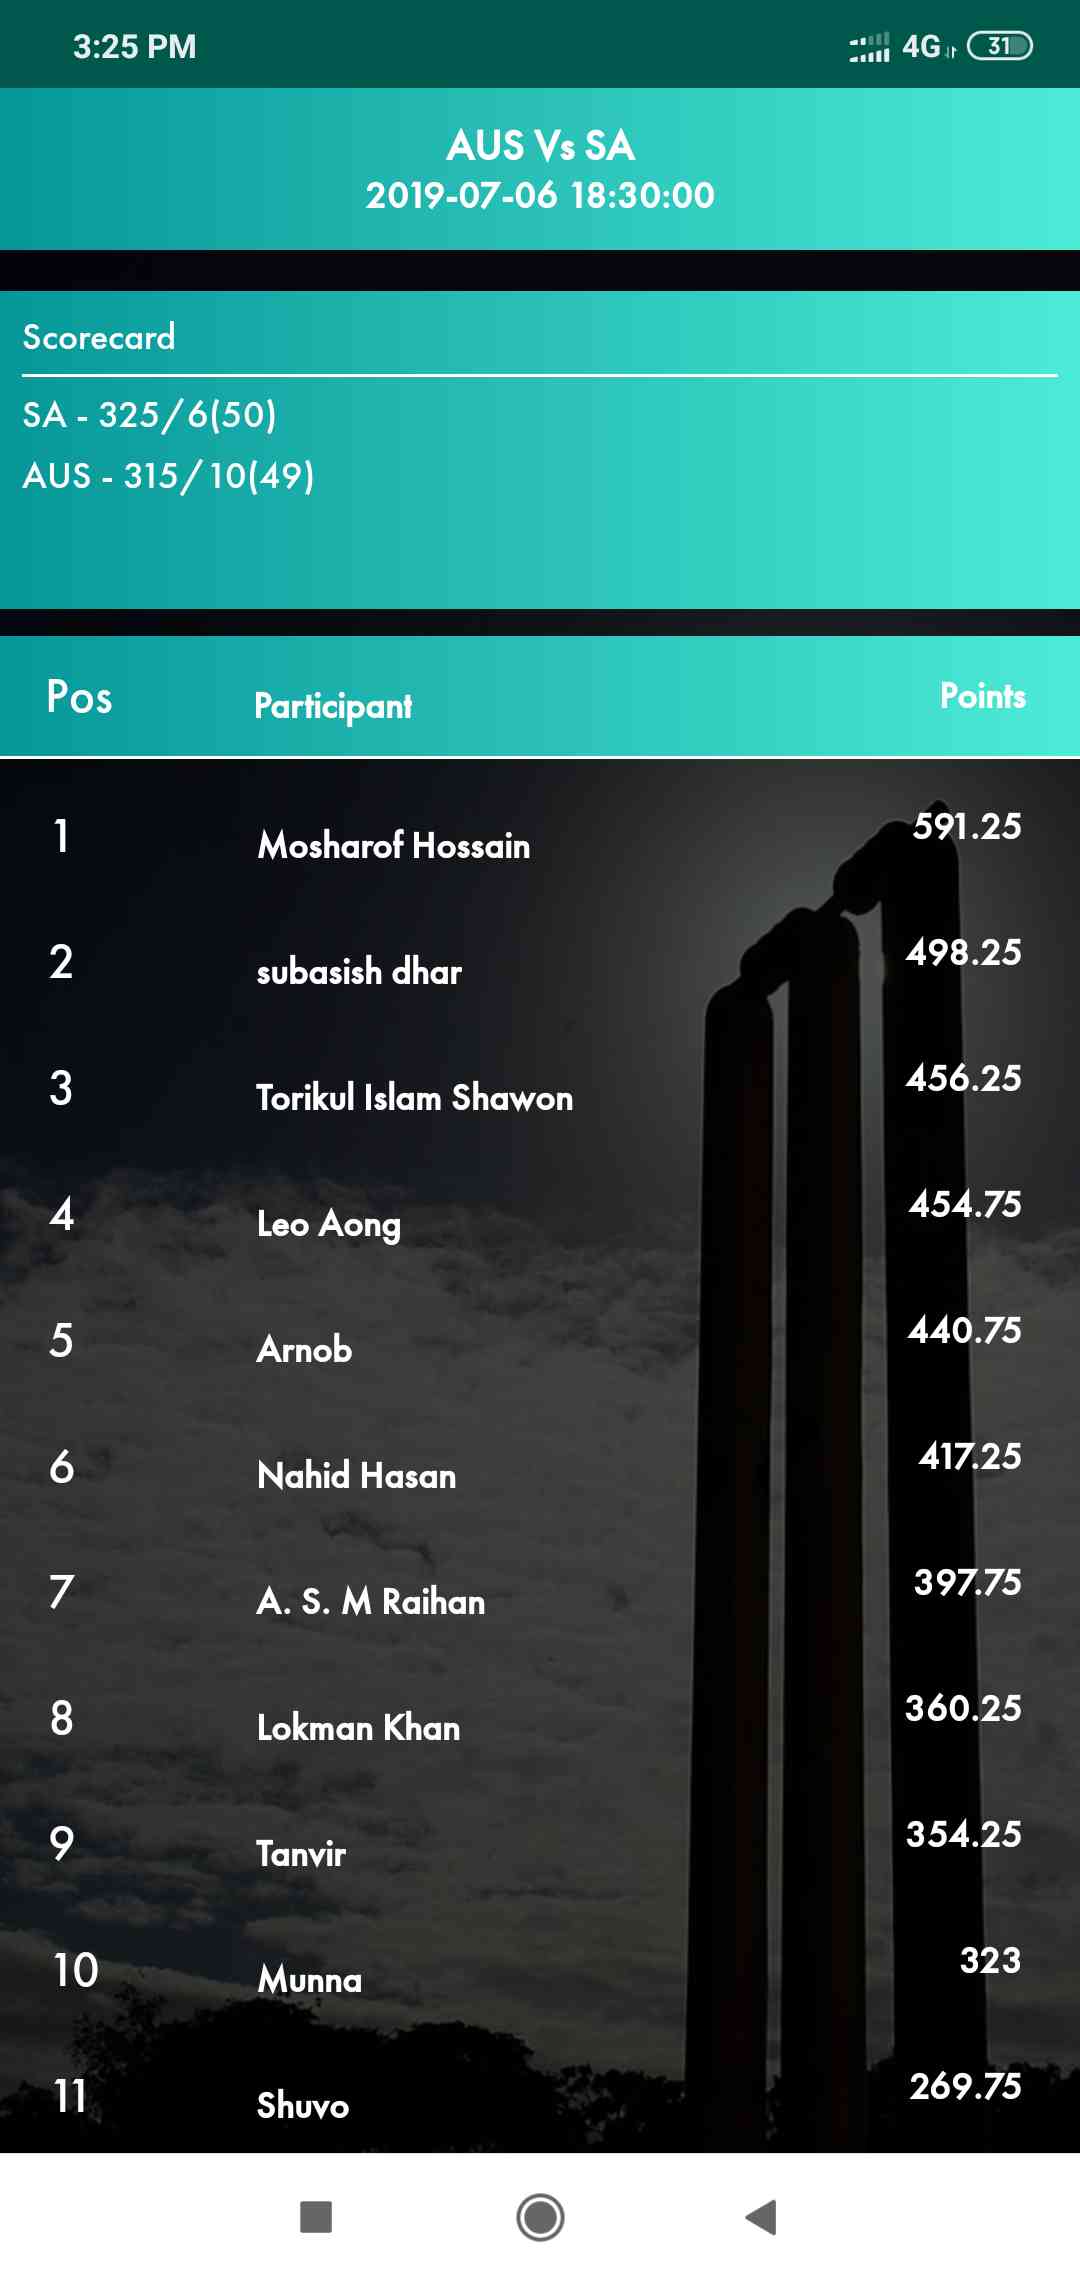 3:25 PM 4G 31
AUS Vs SA
2019-07-06 18:30:00
Scorecard
SA - 325/6(50)
AUS - 315/10(49)
Pos Participant Points
1 Mosharof Hossain 591.25
2 subasish dhar 498.25
3 Torikul Islam Shawon 456.25
4 Leo Aong 454.75
5 Arnob 440.75
6 Nahid Hasan 417.25
7 A. S. M Raihan 397.75
8 Lokman Khan 360.25
9 Tanvir 354.25
10 Munna 323
11 Shuvo 269.75